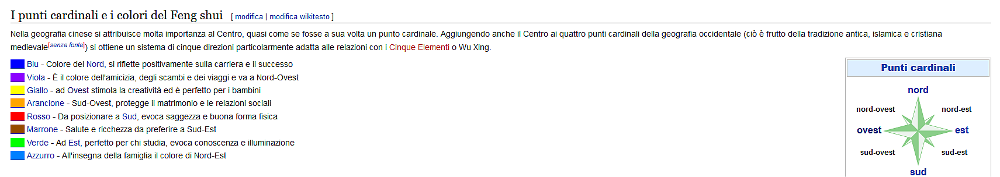 I punti cardinali e i colori del Feng shui [ modifica | modifica wikitesto ]
Nella geografia cinese si attribuisce molta importanza al Centro, quasi come se fosse a sua volta un punto cardinale. Aggiungendo anche il Centro ai quattro punti cardinali della geografia occidentale (ciò è frutto della tradizione antica, islamica e cristiana
medievale[senza fonte]) si ottiene un sistema di cinque direzioni particolarmente adatta alle relazioni con i Cinque Elementi o Wu Xing.
Blu - Colore del Nord, si riflette positivamente sulla carriera e il successo
Viola - È il colore dell'amicizia, degli scambi e dei viaggi e va a Nord-Ovest
Giallo - ad Ovest stimola la creatività ed è perfetto per i bambini
Arancione - Sud-Ovest, protegge il matrimonio e le relazioni sociali
Rosso - Da posizionare a Sud, evoca saggezza e buona forma fisica
Marrone - Salute e ricchezza da preferire a Sud-Est
Verde - Ad Est, perfetto per chi studia, evoca conoscenza e illuminazione
Azzurro - All'insegna della famiglia il colore di Nord-Est
Punti cardinali
nord
nord-ovest nord-est
ovest est
sud-ovest sud-est
sud